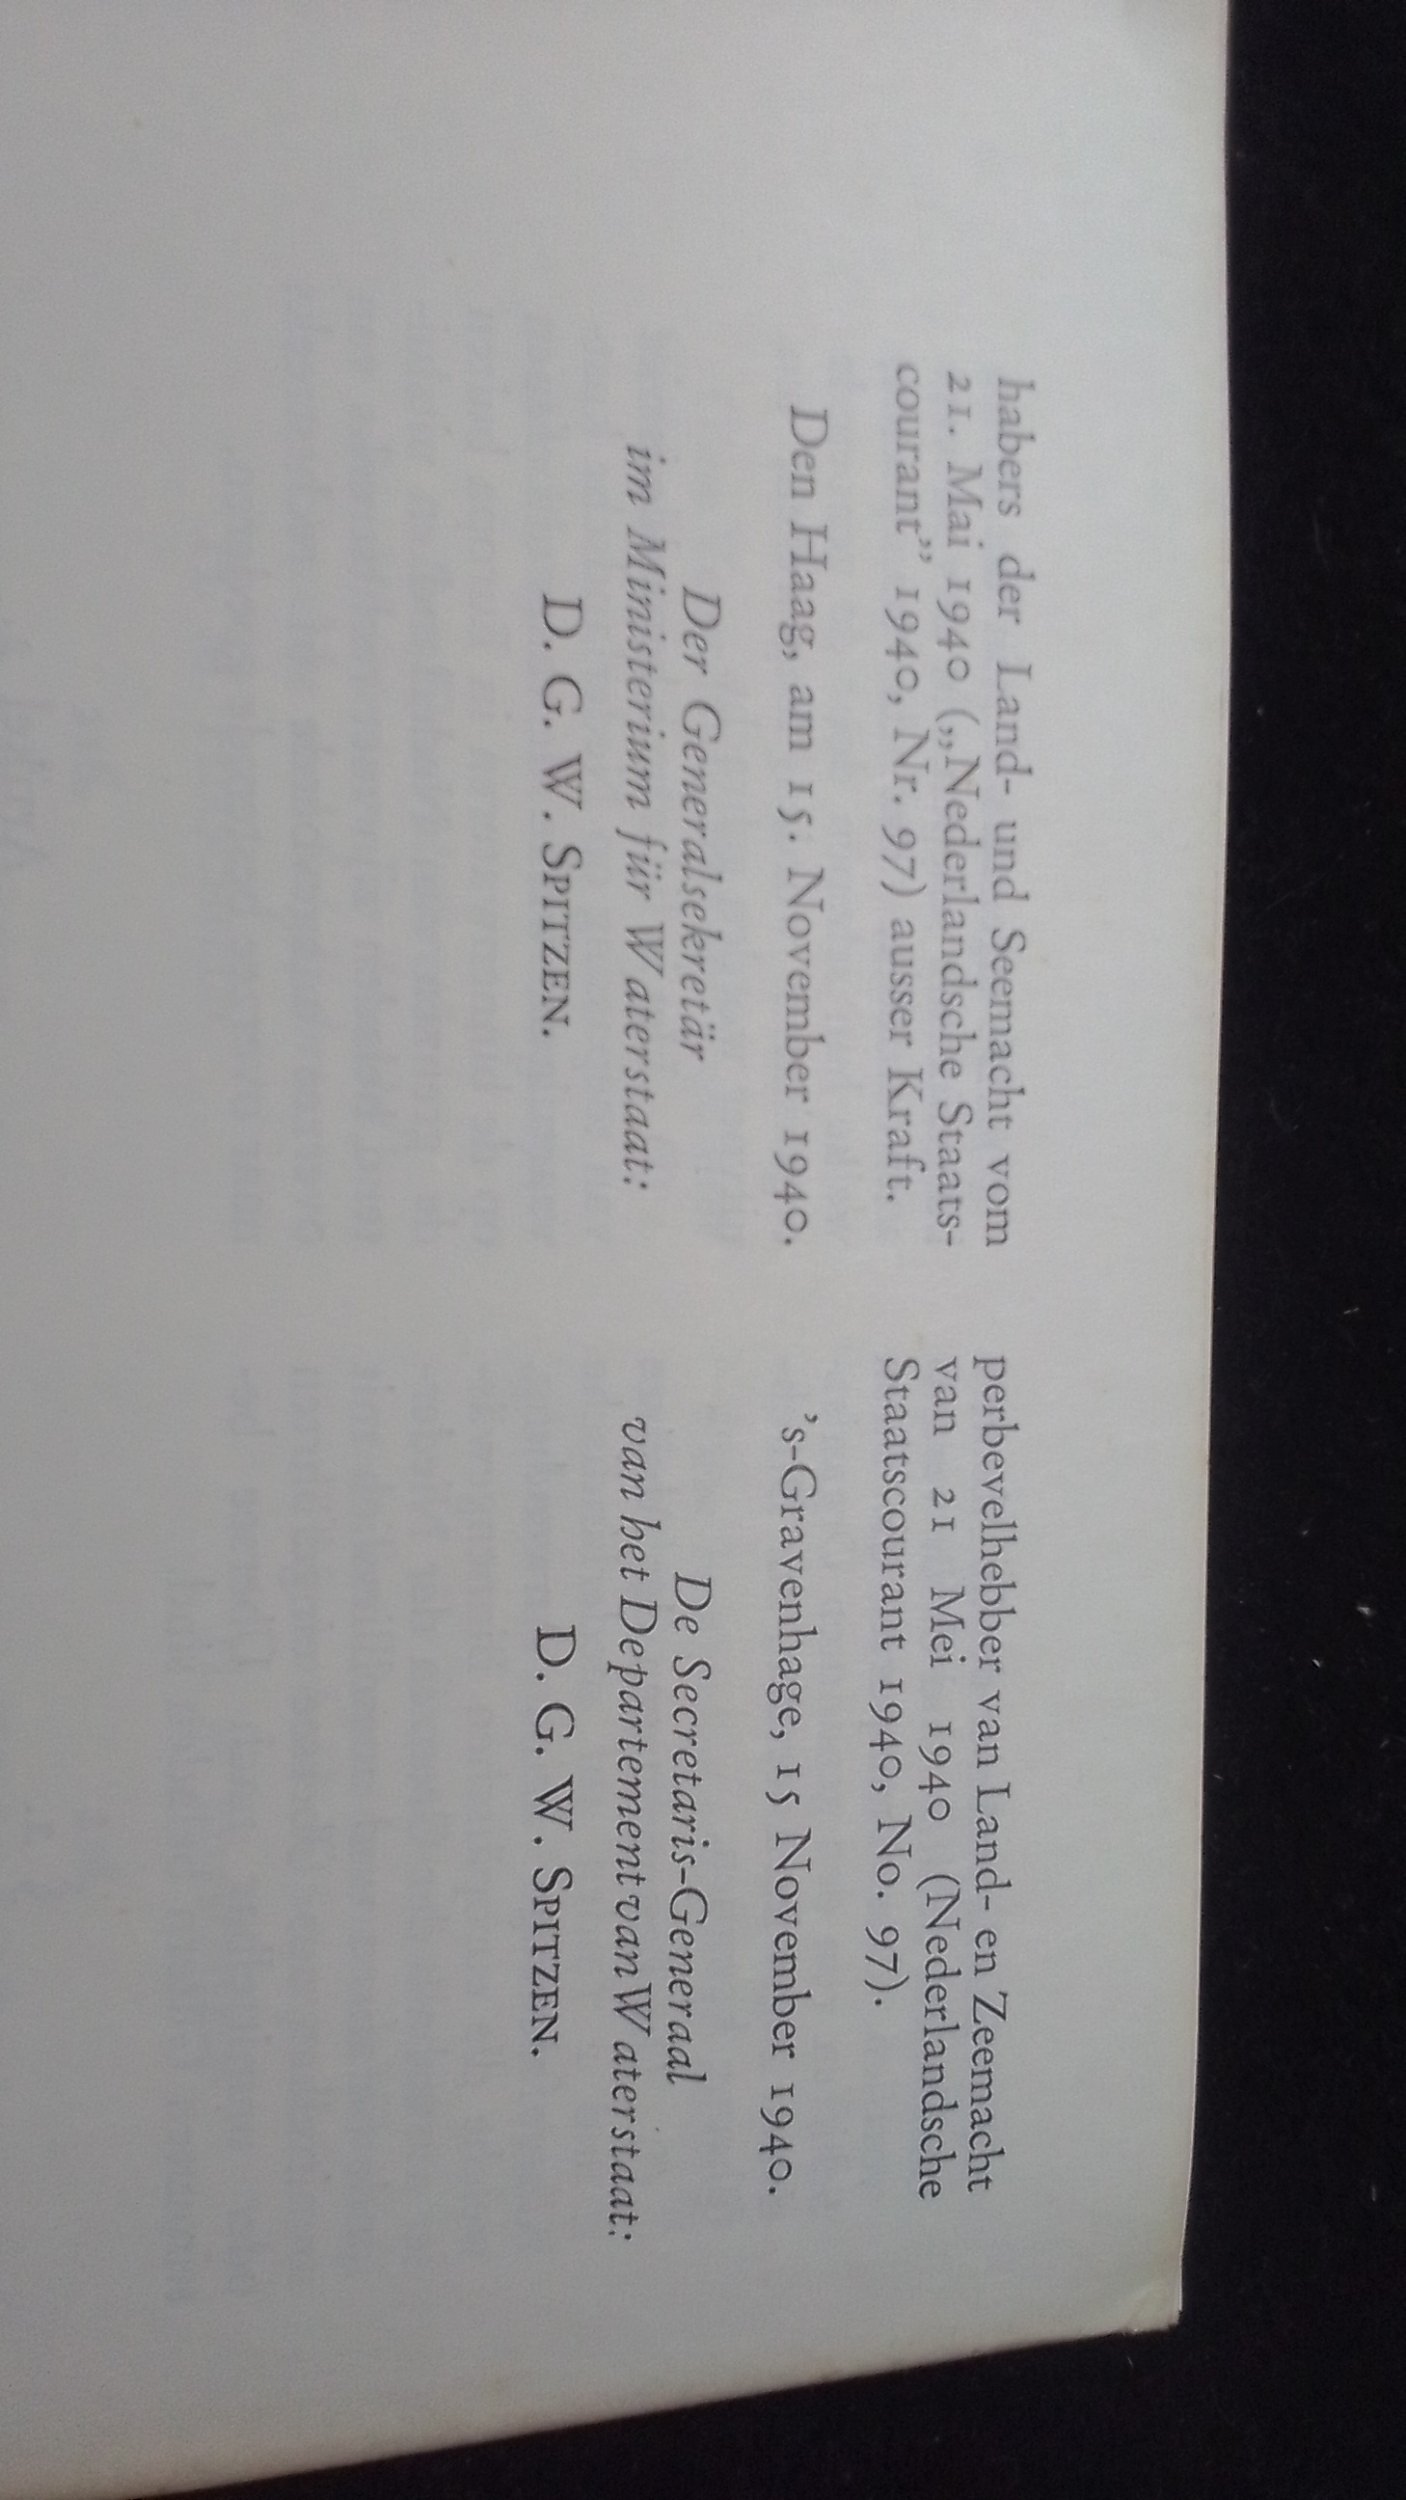 habers der Land- und Seemacht vom
21. Mai 1940 („Nederlandsche Staats-
courant” 1940, Nr. 97) ausser Kraft.
Den Haag, am 15. November 1940.
Der Generalsekretär
im Ministerium für Waterstaat:
D. G. W. SPITZEN.
perbevelhebber van Land- en Zeemacht
van 21 Mei 1940 (Nederlandsche
Staatscourant 1940, No. 97).
’s-Gravenhage, 15 November 1940.
De Secretaris-Generaal
van het Departement van Waterstaat:
D. G. W. SPITZEN.